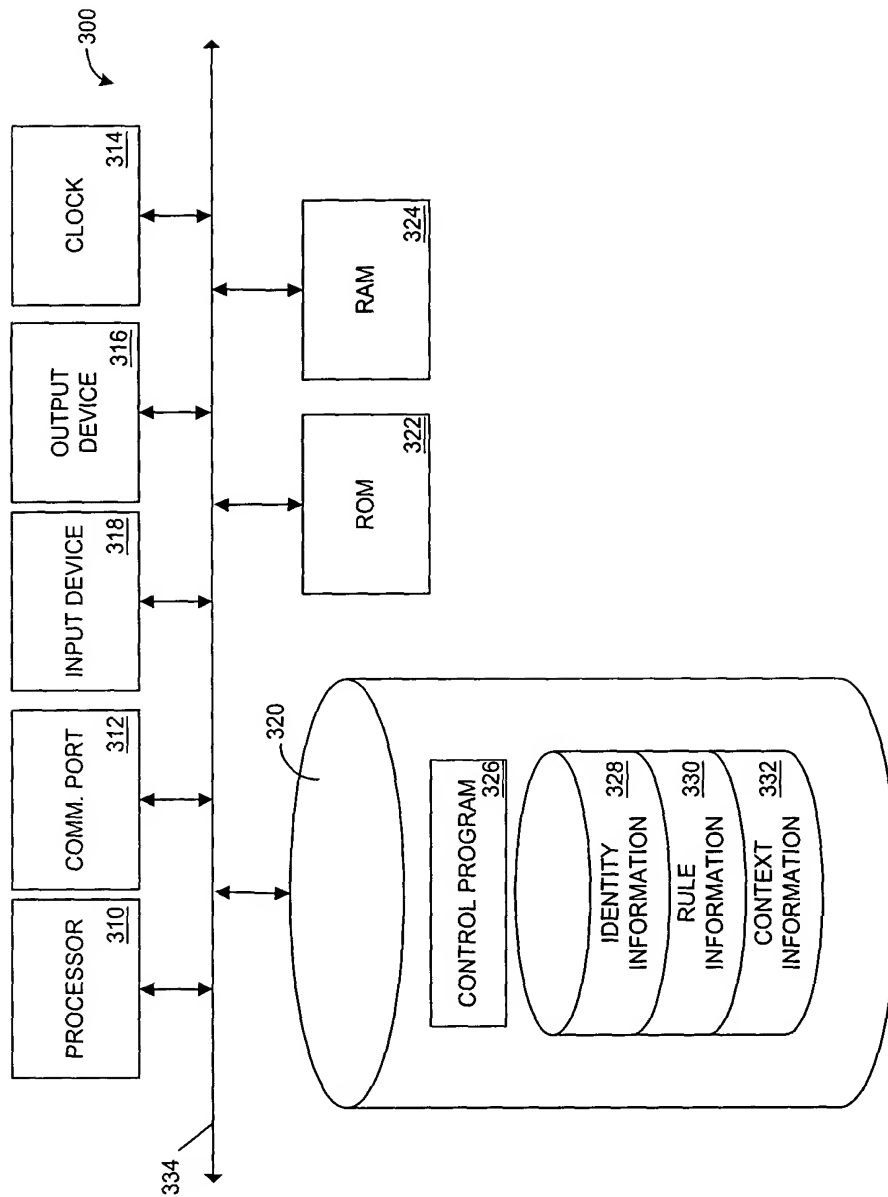 300
PROCESSOR
310
COMM. PORT
312
INPUT DEVICE
318
OUTPUT
DEVICE
316
CLOCK
314
334
320
ROM
322
RAM
324
CONTROL PROGRAM
326
IDENTITY
INFORMATION
328
RULE
INFORMATION
330
CONTEXT
INFORMATION
332